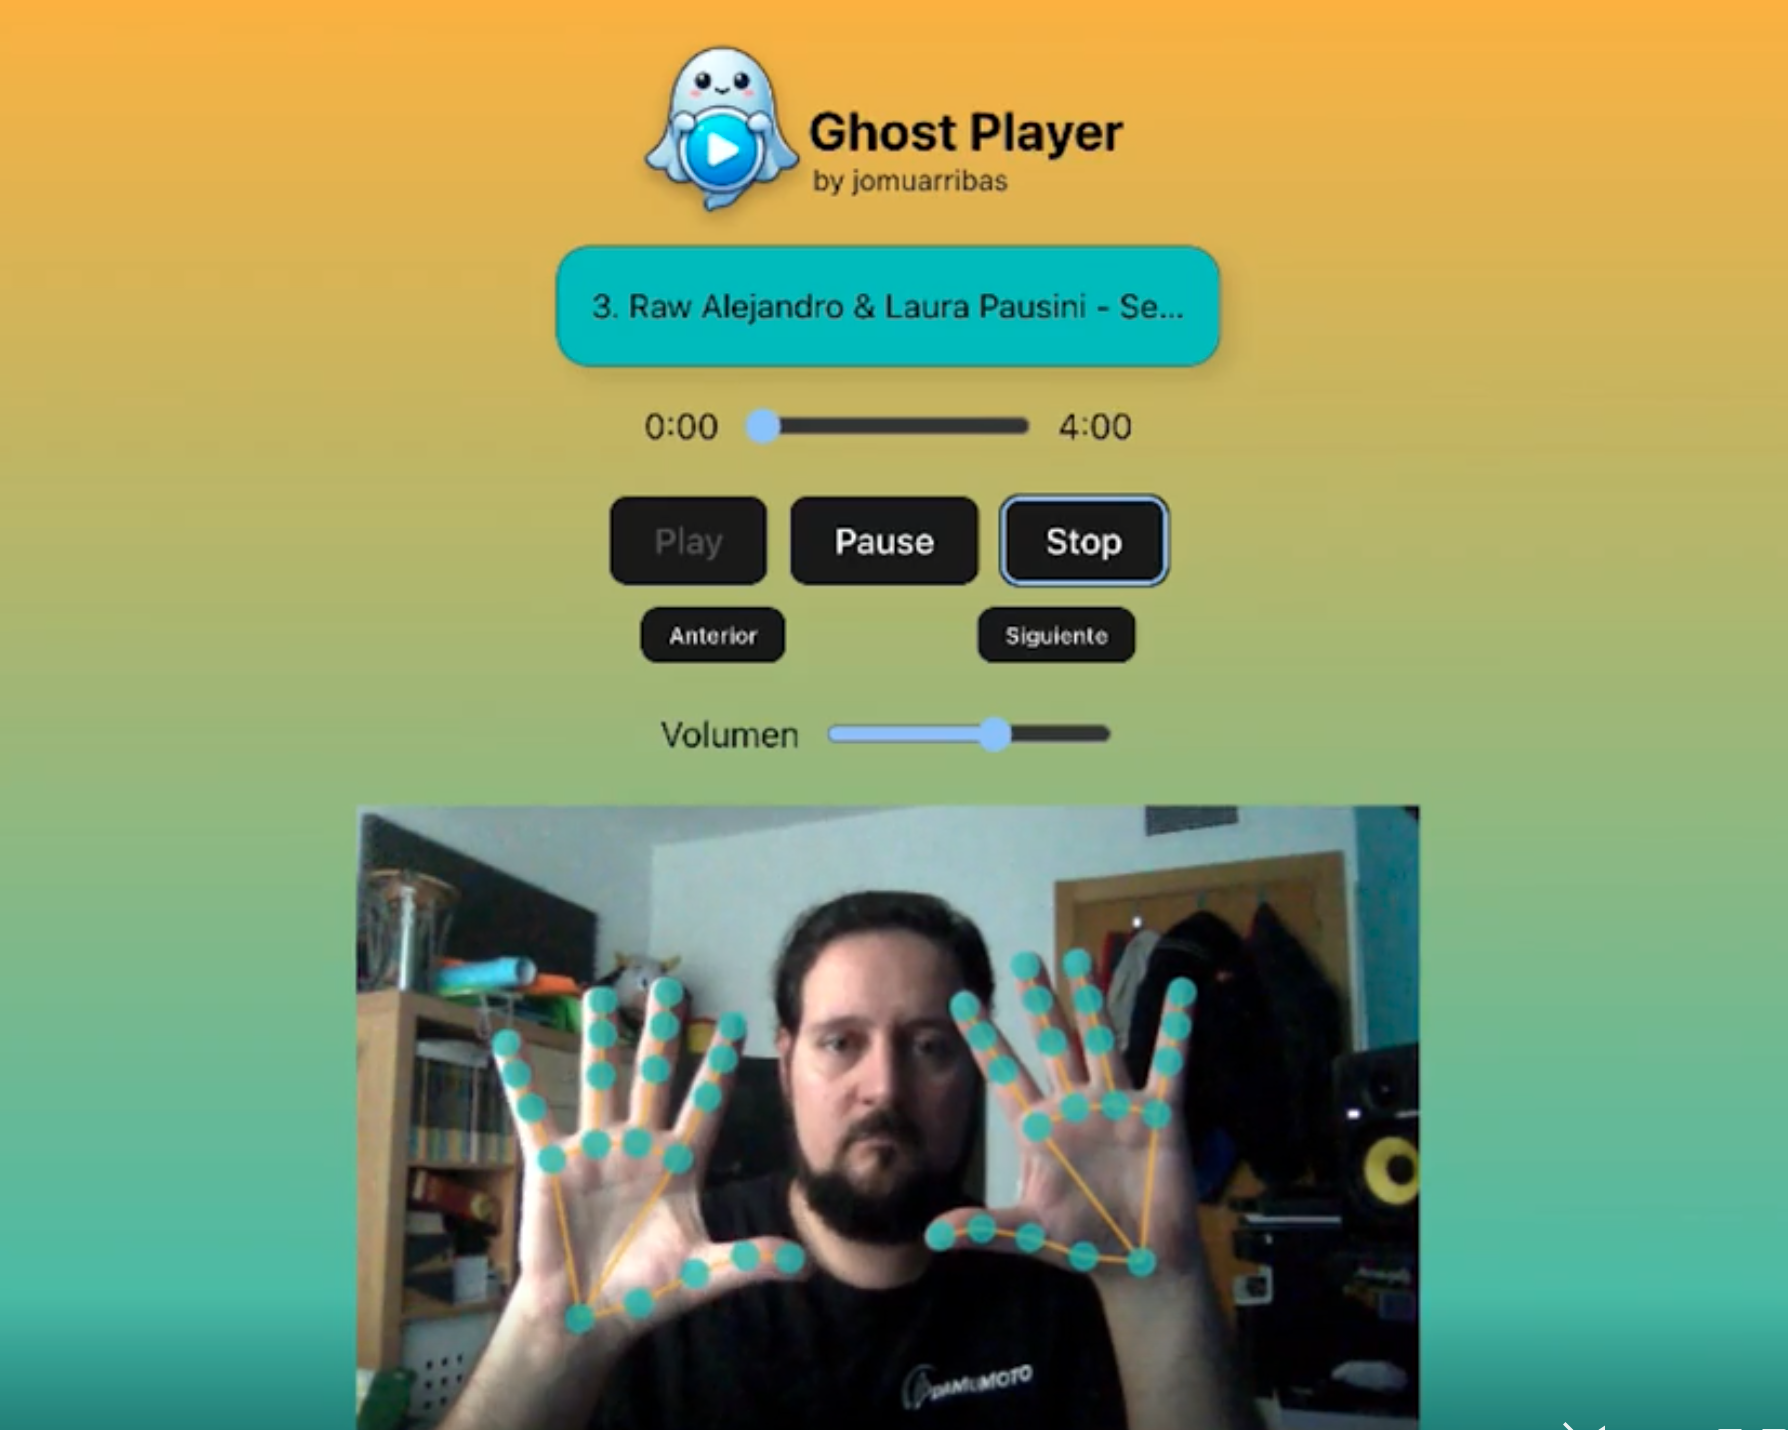 Ghost Player
by jomuarribas
3. Raw Alejandro & Laura Pausini - Se...
0:00 4:00
Play Pause Stop
Anterior Siguiente
Volumen
DAMUMOTO